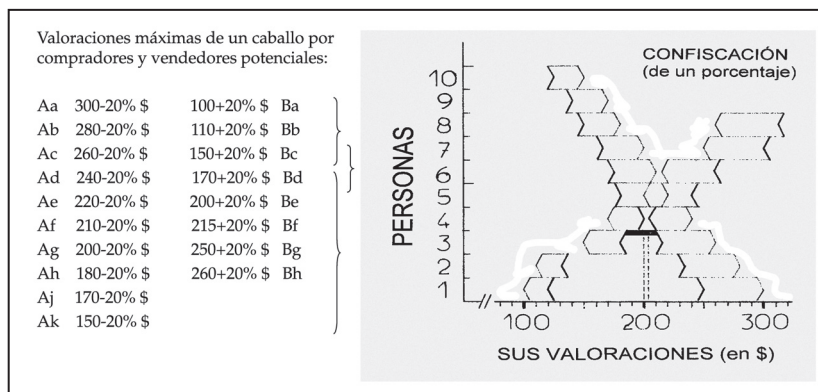 Valoraciones máximas de un caballo por
compradores y vendedores potenciales:
Aa 300-20% $ 100+20% $ Ba
Ab 280-20% $ 110+20% $ Bb
Ac 260-20% $ 150+20% $ Bc
Ad 240-20% $ 170+20% $ Bd
Ae 220-20% $ 200+20% $ Be
Af 210-20% $ 215+20% $ Bf
Ag 200-20% $ 250+20% $ Bg
Ah 180-20% $ 260+20% $ Bh
Aj 170-20% $
Ak 150-20% $
CONFISCACIÓN
(de un porcentaje)
PERSONAS
10
9
8
7
6
5
4
3
2
1
100 200 300
SUS VALORACIONES (en $)